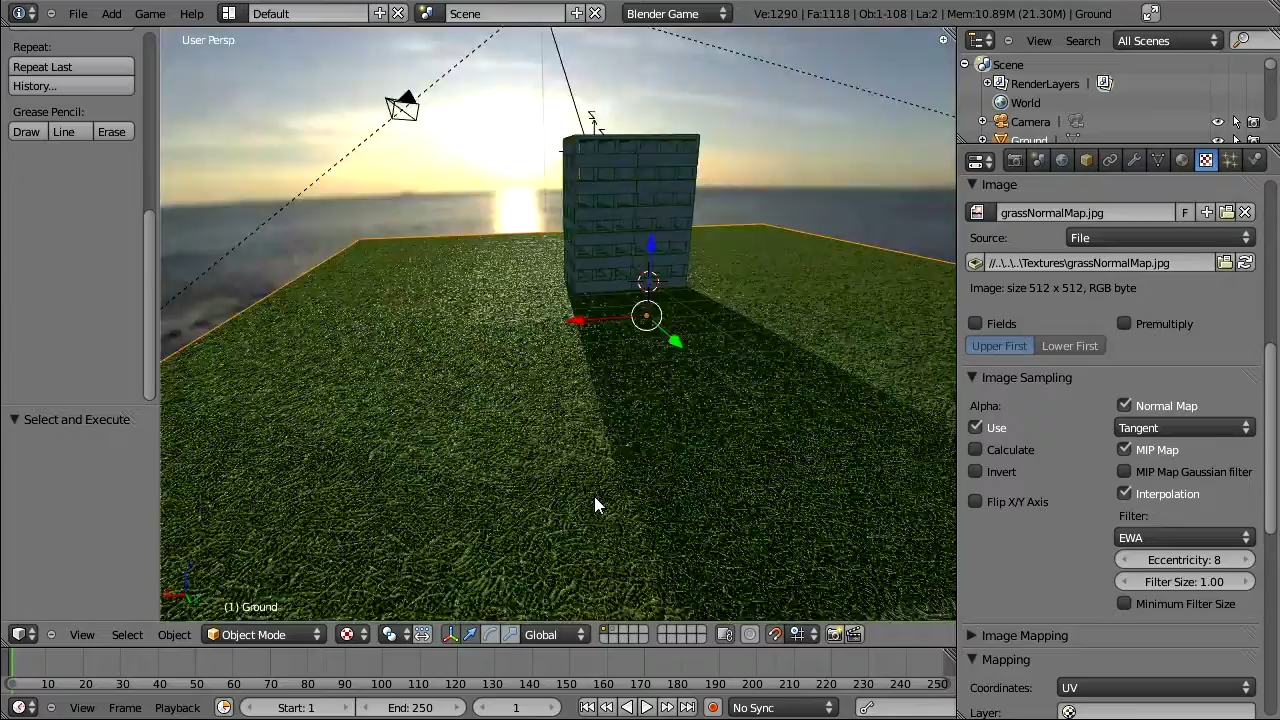 File Add Game Help Default Scene Blender Game Ve:1290 | Fa:1118 | Ob:1-108 | La:2 | Mem:10.89M (21.30M) | Ground
User Persp
Repeat:
Repeat Last
History...
Grease Pencil:
Draw Line Erase
Select and Execute
(1) Ground
View Search All Scenes
Scene
RenderLayers
World
Camera
Ground
Image
grassNormalMap.jpg F
Source: File
//..\..\..\Textures\grassNormalMap.jpg
Image: size 512 x 512, RGB byte
Fields Premultiply
Upper First Lower First
Image Sampling
Alpha: Normal Map
Use Tangent
Calculate MIP Map
Invert MIP Map Gaussian filter
Interpolation
Flip X/Y Axis
Filter:
EWA
Eccentricity: 8
Filter Size: 1.00
Minimum Filter Size
Image Mapping
Mapping
Coordinates: UV
Layer:
View Select Object Object Mode Global
10 20 30 40 50 60 70 80 90 100 110 120 130 140 150 160 170 180 190 200 210 220 230 240 250
View Frame Playback Start: 1 End: 250 1 No Sync